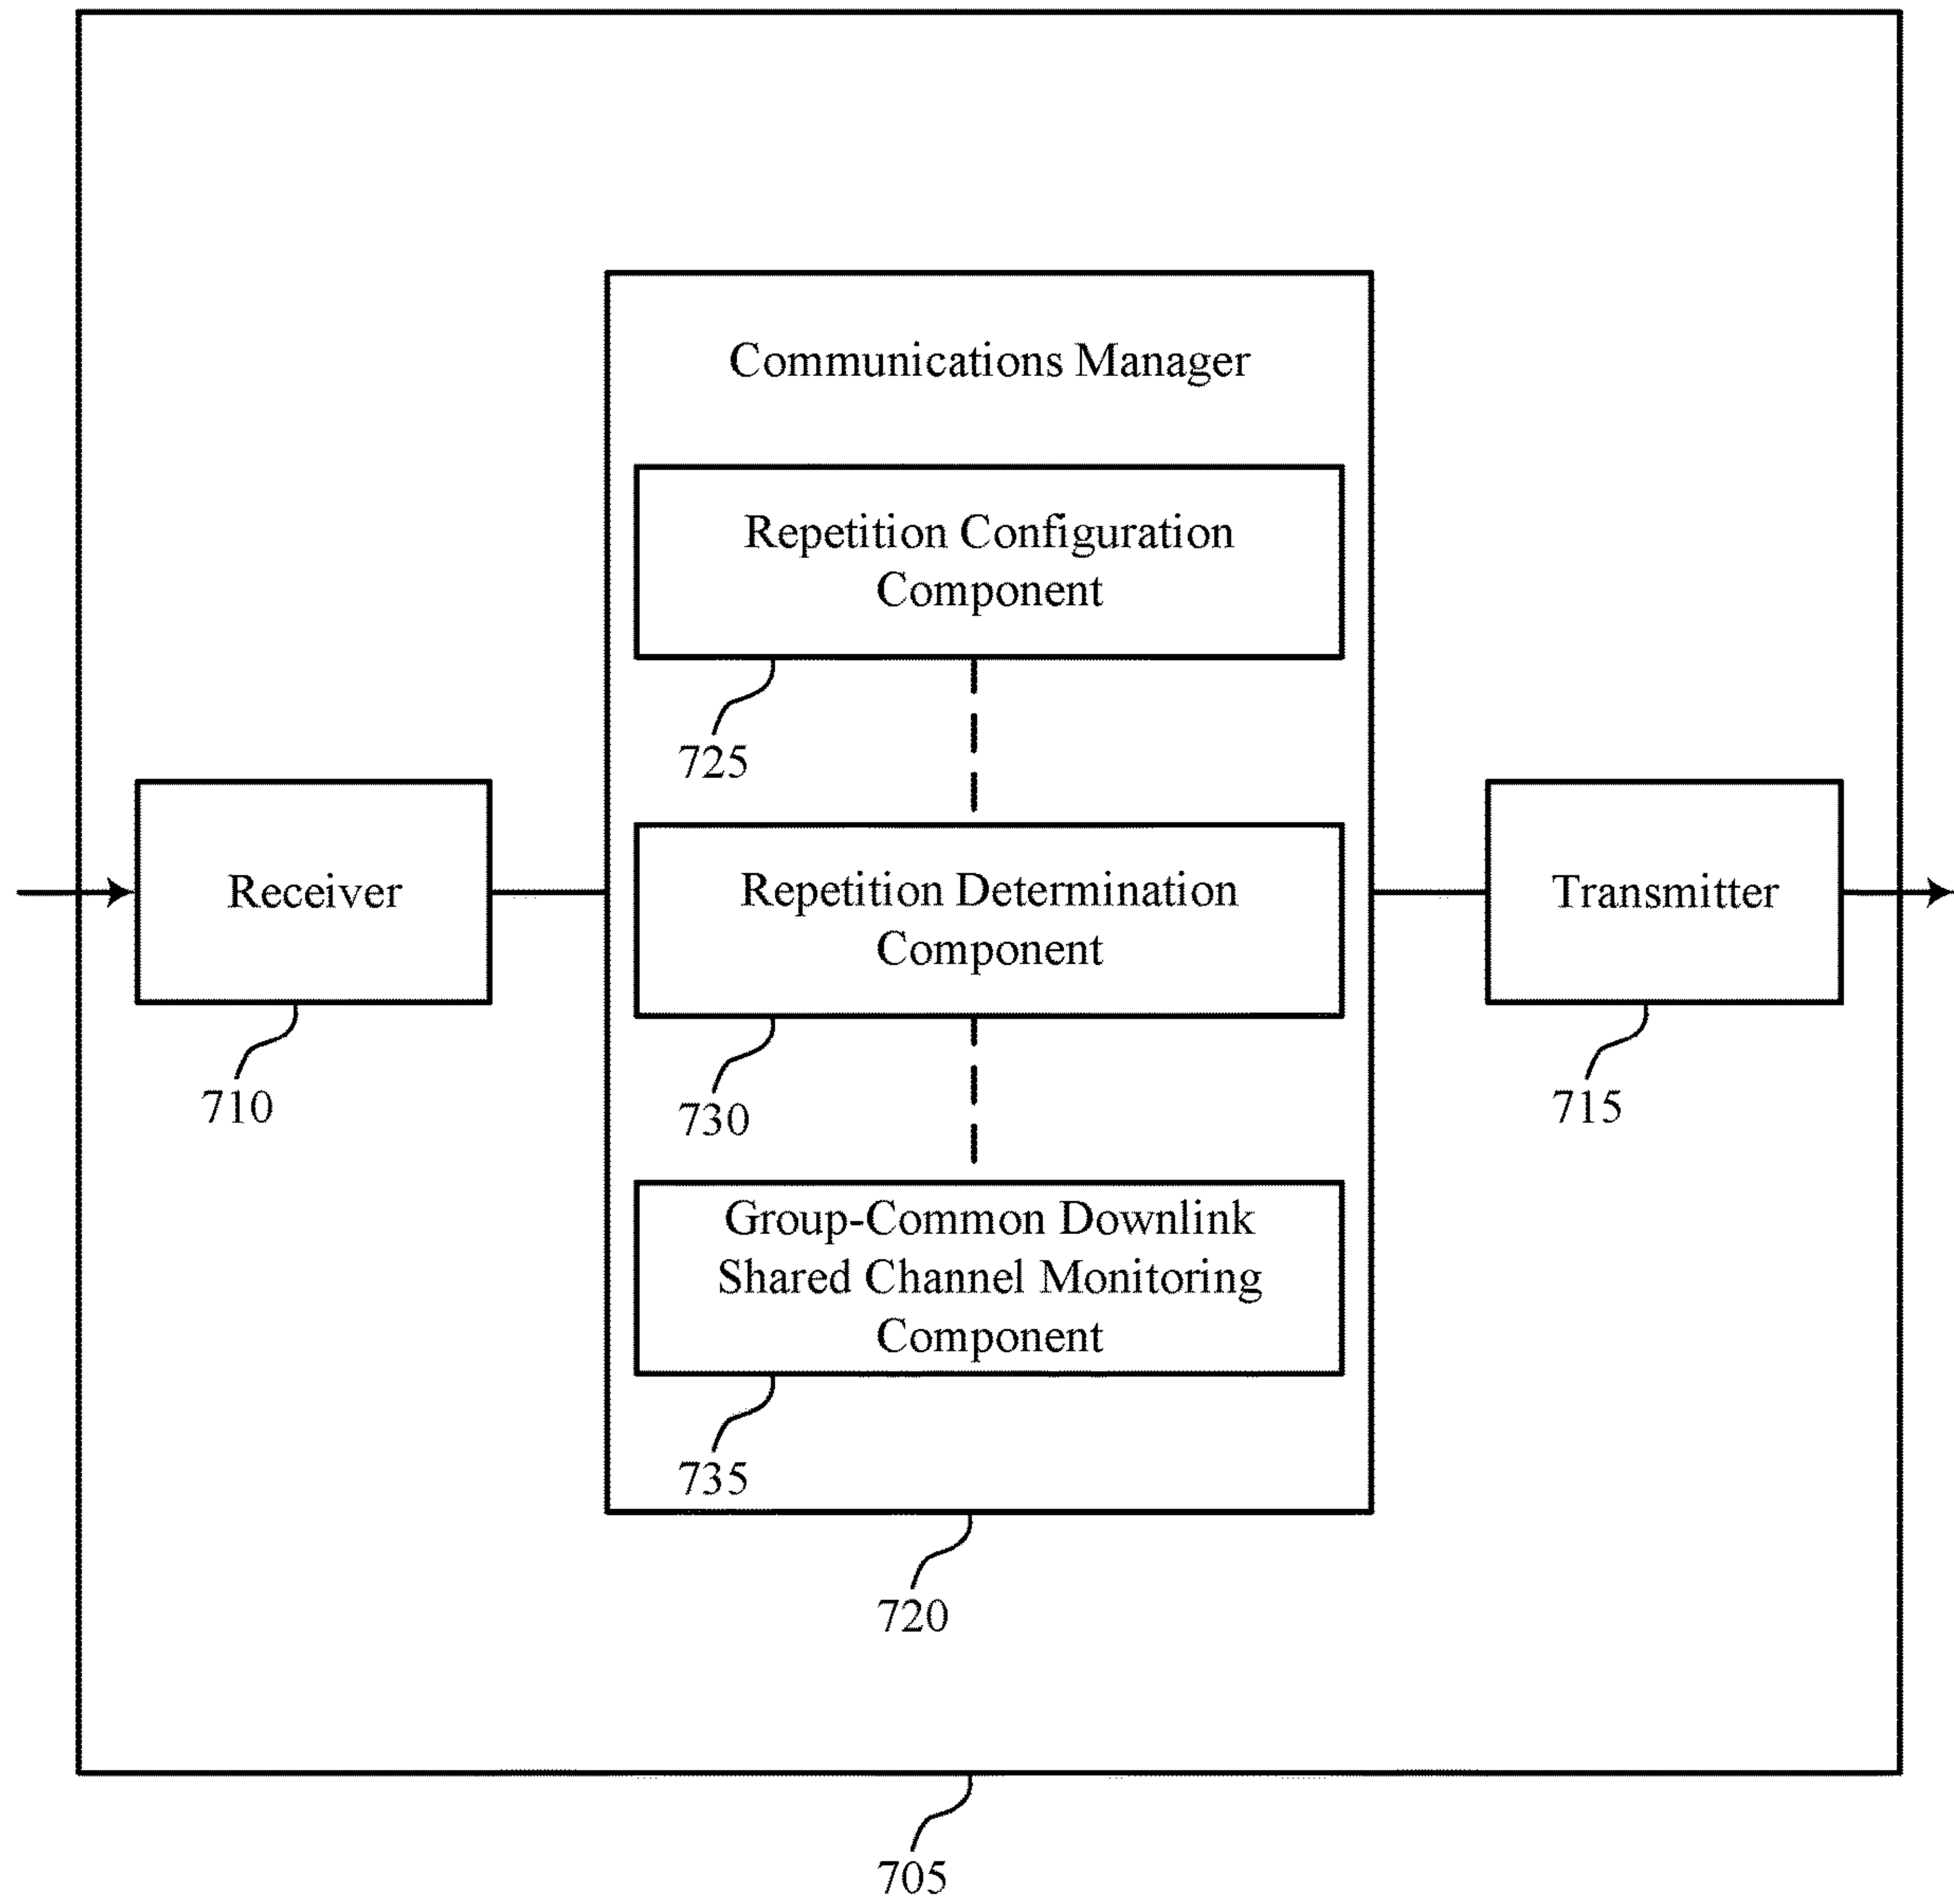 Communications Manager
Repetition Configuration
Component
725
Receiver
710
Repetition Determination
Component
730
Transmitter
715
Group-Common Downlink
Shared Channel Monitoring
Component
735
720
705